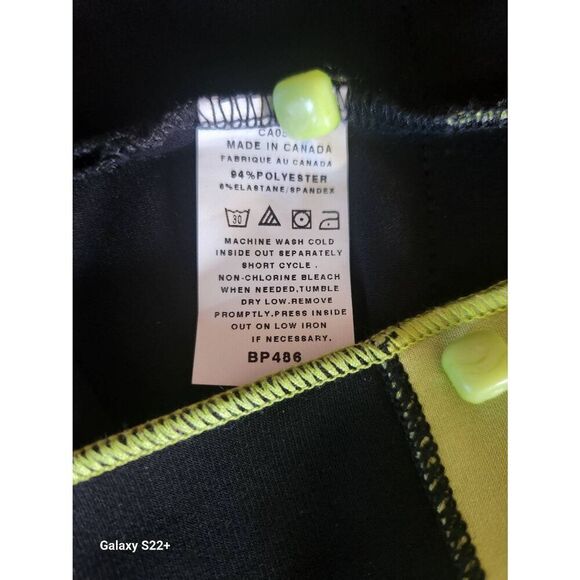 MADE IN CANADA
FABRIQUE AU CANADA
94%POLYESTER
6%ELASTANE/SPANDEX
30
MACHINE WASH COLD
INSIDE OUT SEPARATELY
SHORT CYCLE .
NON-CHLORINE BLEACH
WHEN NEEDED,TUMBLE
DRY LOW.REMOVE
PROMPTLY.PRESS INSIDE
OUT ON LOW IRON
IF NECESSARY.
BP486
Galaxy S22+